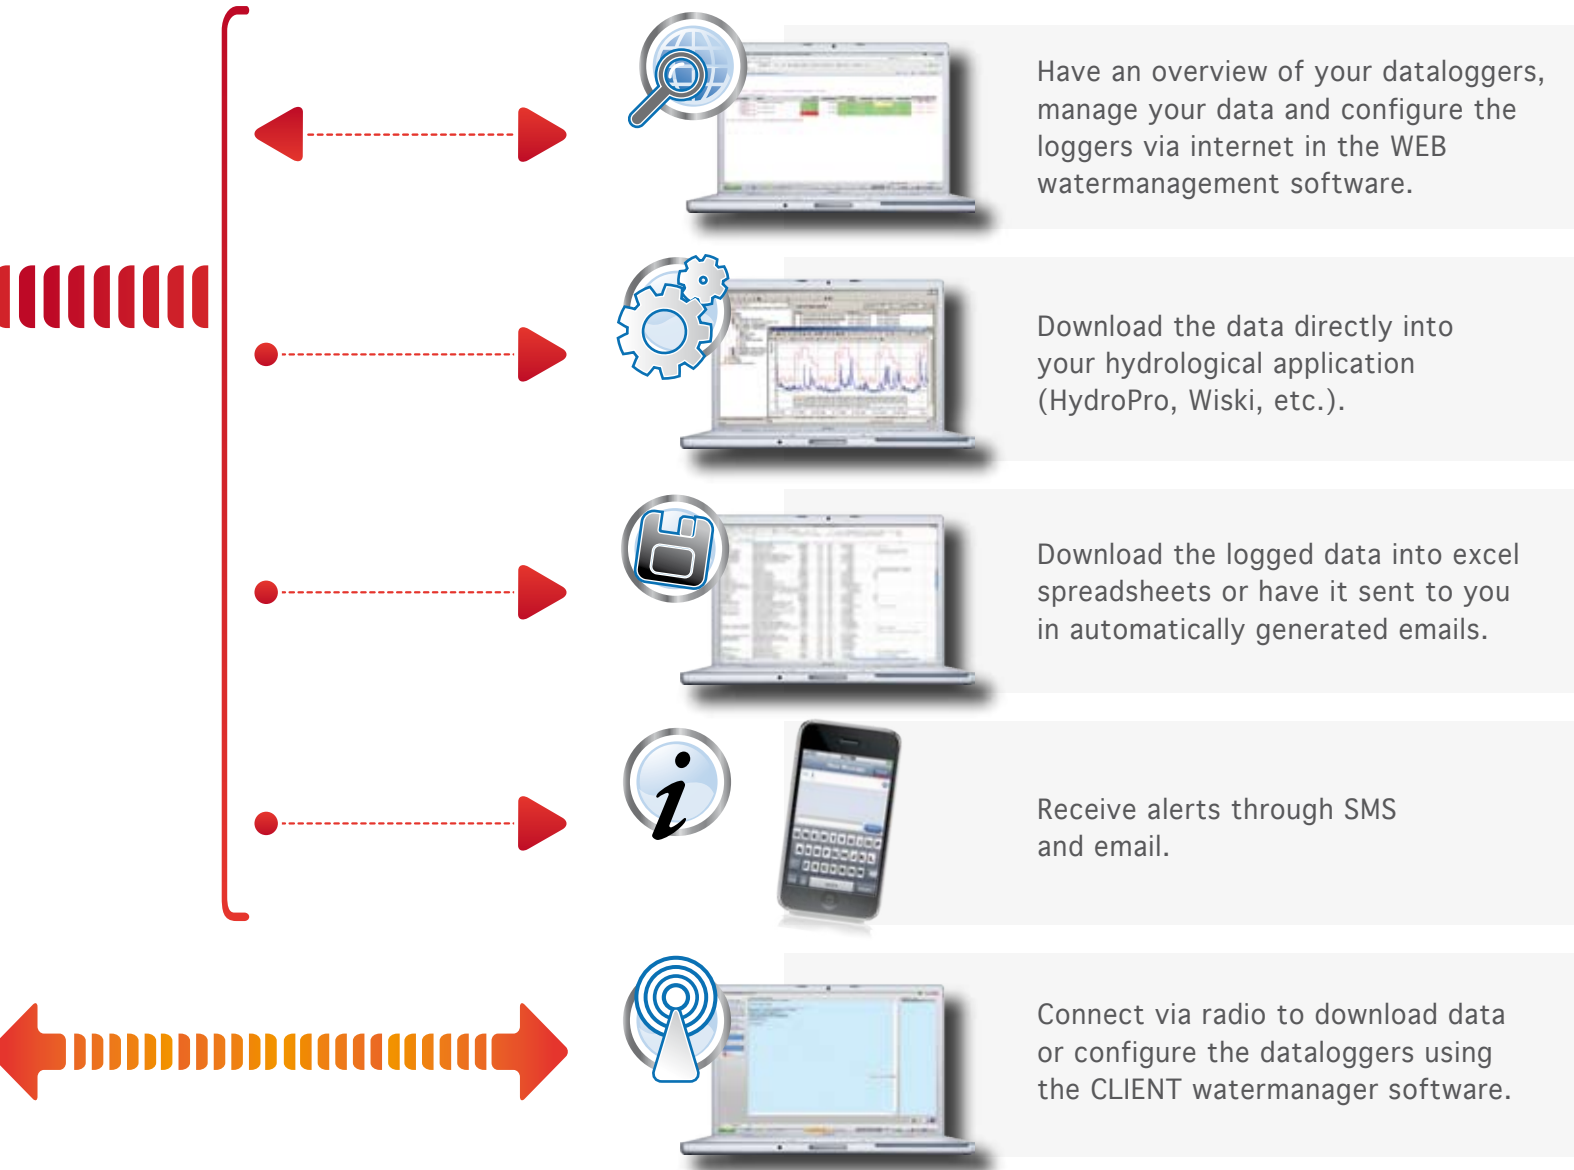 Have an overview of your dataloggers,
manage your data and configure the
loggers via internet in the WEB
watermanagement software.
Download the data directly into
your hydrological application
(HydroPro, Wiski, etc.).
Download the logged data into excel
spreadsheets or have it sent to you
in automatically generated emails.
Receive alerts through SMS
and email.
Connect via radio to download data
or configure the dataloggers using
the CLIENT watermanager software.